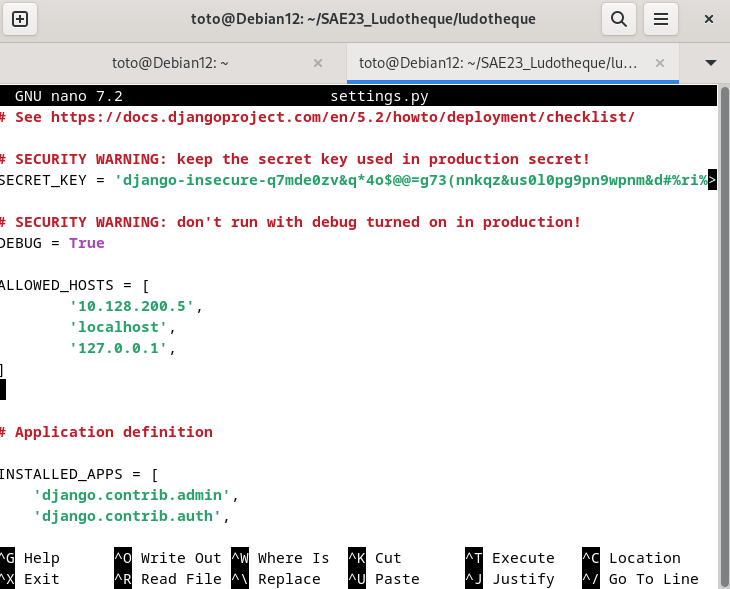 toto@Debian12: ~/SAE23_Ludotheque/ludotheque
toto@Debian12: ~
toto@Debian12: ~/SAE23_Ludotheque/lu...
GNU nano 7.2 settings.py
# See https://docs.djangoproject.com/en/5.2/howto/deployment/checklist/
# SECURITY WARNING: keep the secret key used in production secret!
SECRET_KEY = 'django-insecure-q7mde0zv&q*4o$@@=g73(nnkqz&us0l0pg9pn9wpnm&d#%ri%>
# SECURITY WARNING: don't run with debug turned on in production!
DEBUG = True
ALLOWED_HOSTS = [
'10.128.200.5',
'localhost',
'127.0.0.1',
]
# Application definition
INSTALLED_APPS = [
'django.contrib.admin',
'django.contrib.auth',
^G Help ^O Write Out ^W Where Is ^K Cut ^T Execute ^C Location
^X Exit ^R Read File ^\ Replace ^U Paste ^J Justify ^/ Go To Line